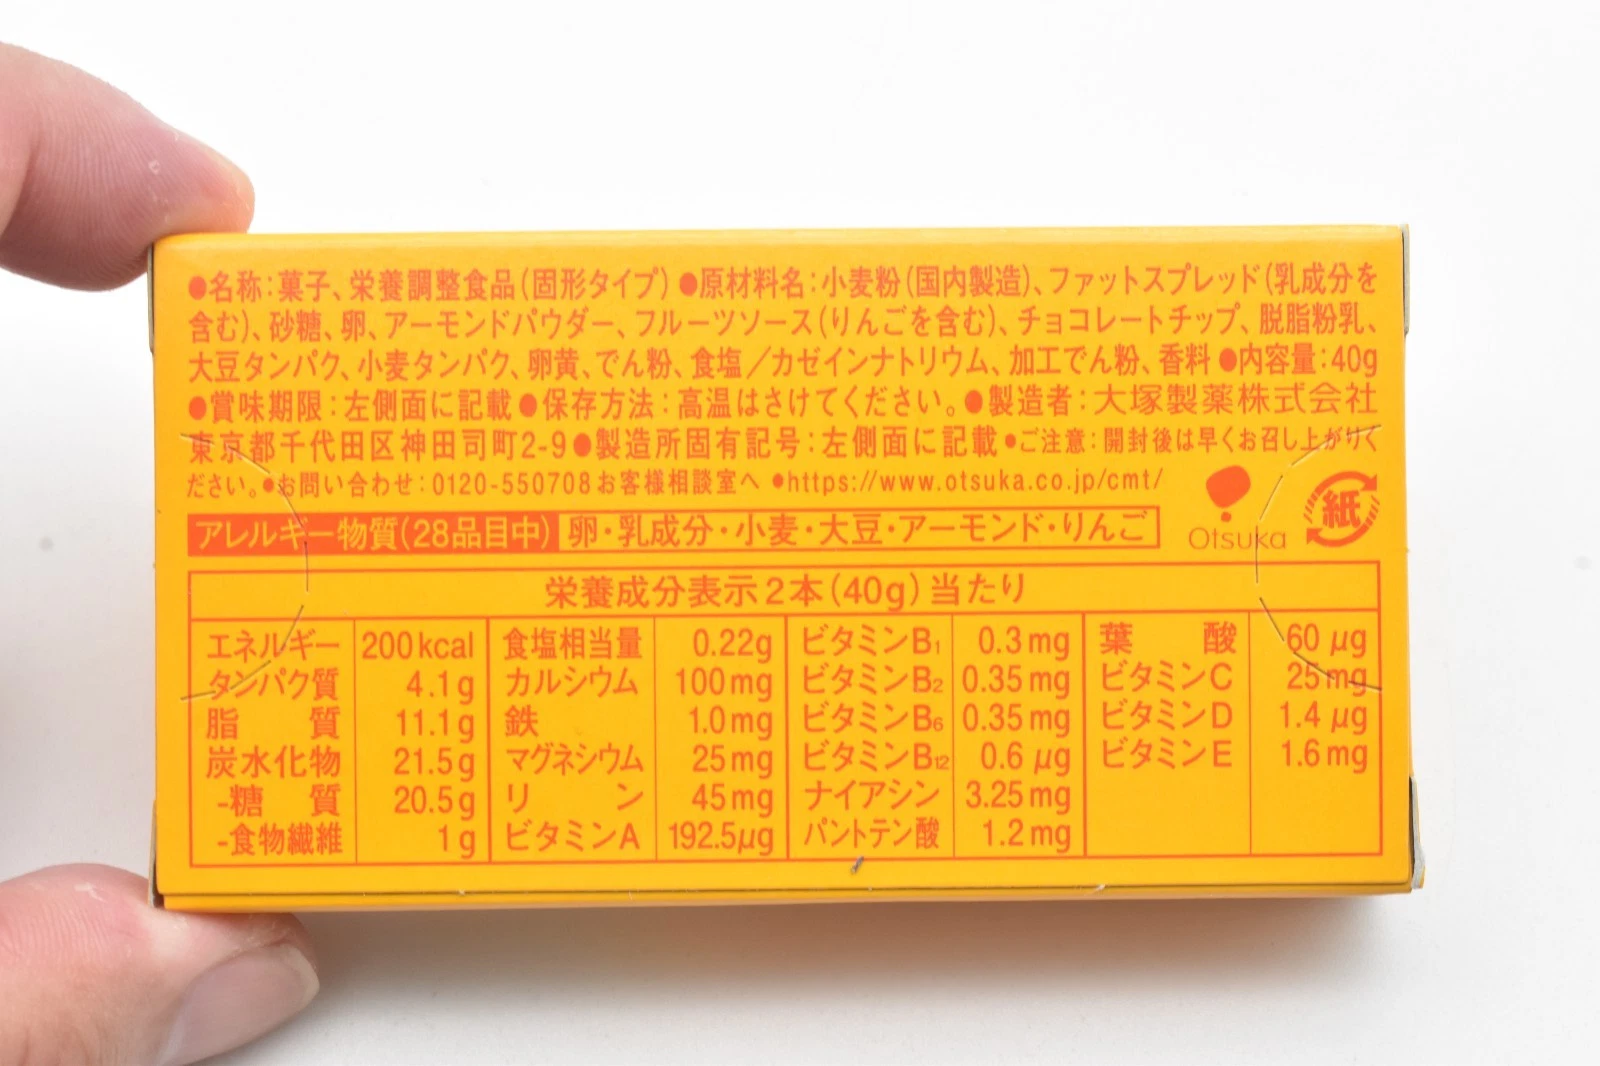 ●名称:菓子、栄養調整食品(固形タイプ) ●原材料名:小麦粉(国内製造)、ファットスプレッド(乳成分を
含む)、砂糖、卵、アーモンドパウダー、フルーツソース(りんごを含む)、チョコレートチップ、脱脂粉乳、
大豆タンパク、小麦タンパク、卵黄、でん粉、食塩/カゼインナトリウム、加工でん粉、香料 ●内容量:40g
●賞味期限:左側面に記載 ●保存方法:高温はさけてください。●製造者:大塚製薬株式会社
東京都千代田区神田司町2-9 ●製造所固有記号:左側面に記載 ●ご注意:開封後は早くお召し上がりく
ださい。●お問い合わせ:0120-550708 お客様相談室へ ●https://www.otsuka.co.jp/cmt/
アレルギー物質(28品目中) 卵・乳成分・小麦・大豆・アーモンド・りんご
Otsuka
紙
栄養成分表示 2本(40g)当たり
エネルギー 200kcal 食塩相当量 0.22g ビタミンB1 0.3mg 葉酸 60μg
タンパク質 4.1g カルシウム 100mg ビタミンB2 0.35mg ビタミンC 25mg
脂質 11.1g 鉄 1.0mg ビタミンB6 0.35mg ビタミンD 1.4μg
炭水化物 21.5g マグネシウム 25mg ビタミンB12 0.6μg ビタミンE 1.6mg
-糖質 20.5g リン 45mg ナイアシン 3.25mg
-食物繊維 1g ビタミンA 192.5μg パントテン酸 1.2mg